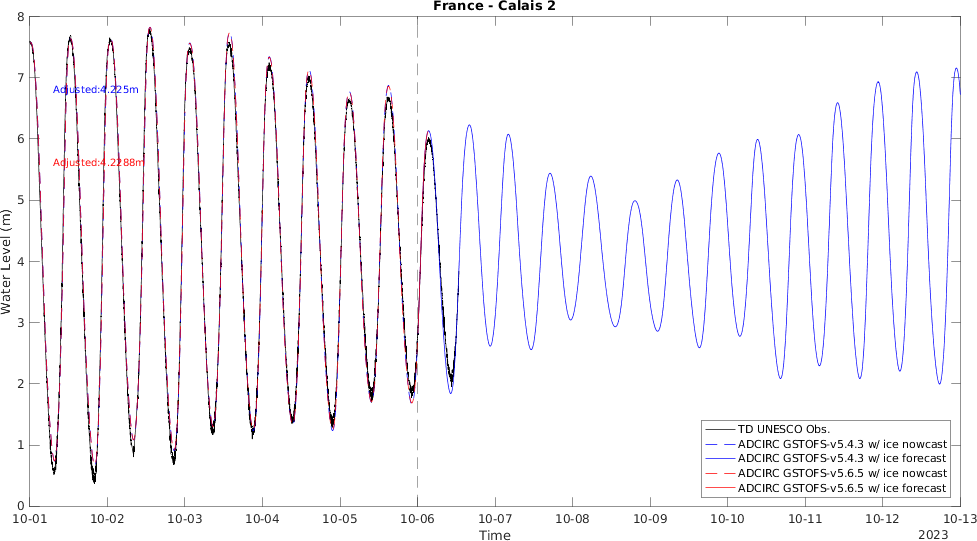 France - Calais 2
8
7
6
5
4
3
2
1
0
Water Level (m)
Adjusted:4.225m
Adjusted:4.2288m
TD UNESCO Obs.
ADCIRC GSTOFS-v5.4.3 w/ ice nowcast
ADCIRC GSTOFS-v5.4.3 w/ ice forecast
ADCIRC GSTOFS-v5.6.5 w/ ice nowcast
ADCIRC GSTOFS-v5.6.5 w/ ice forecast
10-01 10-02 10-03 10-04 10-05 10-06 10-07 10-08 10-09 10-10 10-11 10-12 10-13
Time
2023